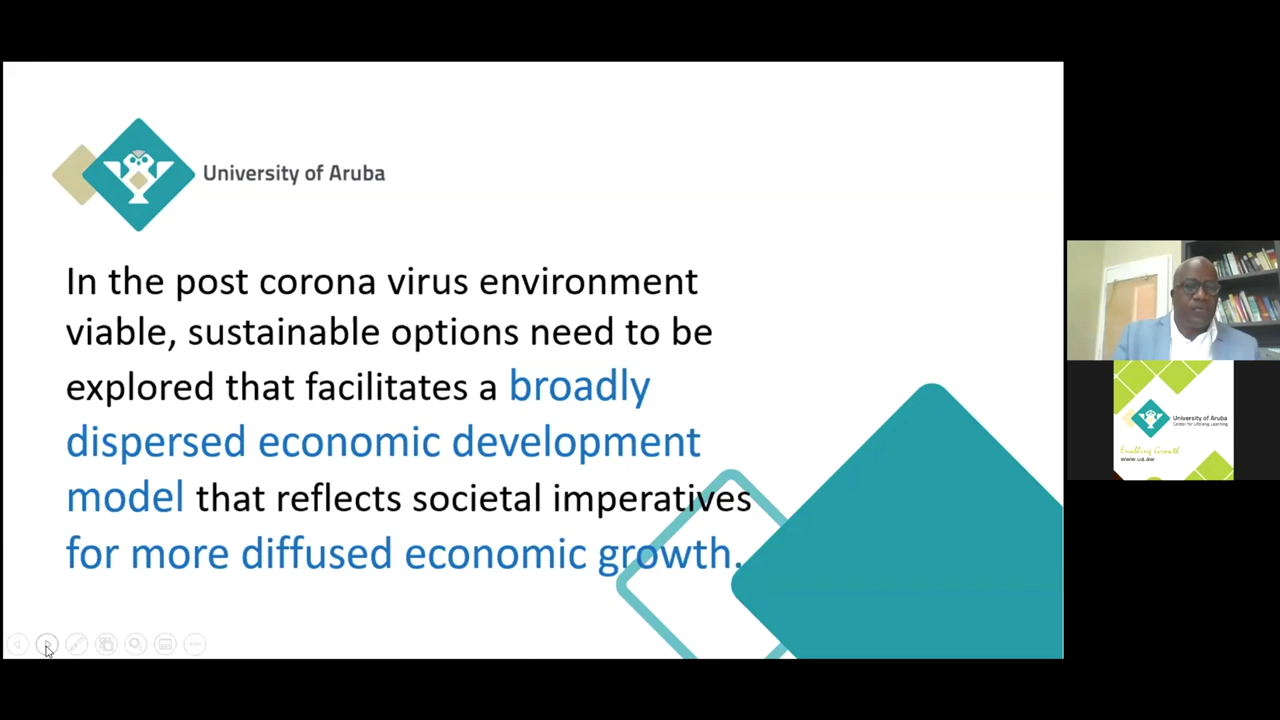 University of Aruba
In the post corona virus environment
viable, sustainable options need to be
explored that facilitates a broadly
dispersed economic development
model that reflects societal imperatives
for more diffused economic growth.
University of Aruba
Center for Lifelong Learning
Enabling Growth
www.ua.aw